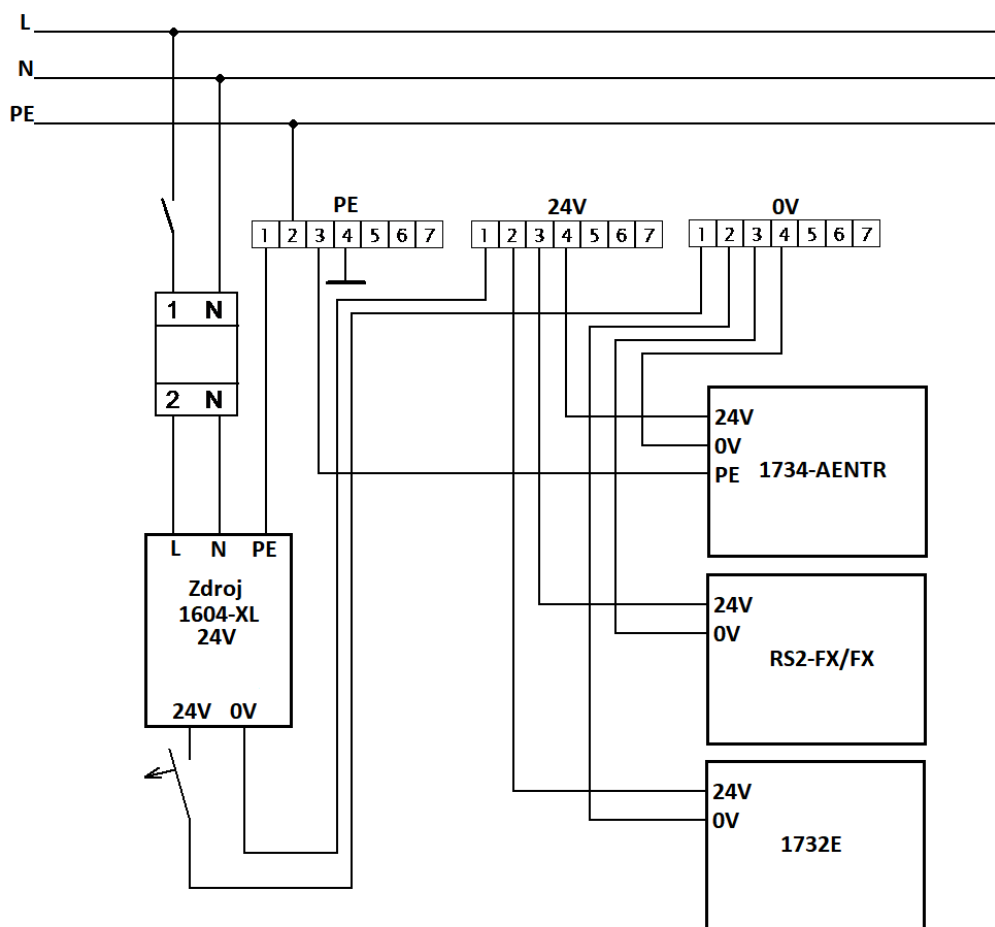 L
N
PE
PE 24V 0V
1 2 3 4 5 6 7 1 2 3 4 5 6 7 1 2 3 4 5 6 7
1 N
2 N
24V
0V
PE
1734-AENTR
L N PE
Zdroj
1604-XL
24V
24V 0V
24V
0V
RS2-FX/FX
24V
0V
1732E